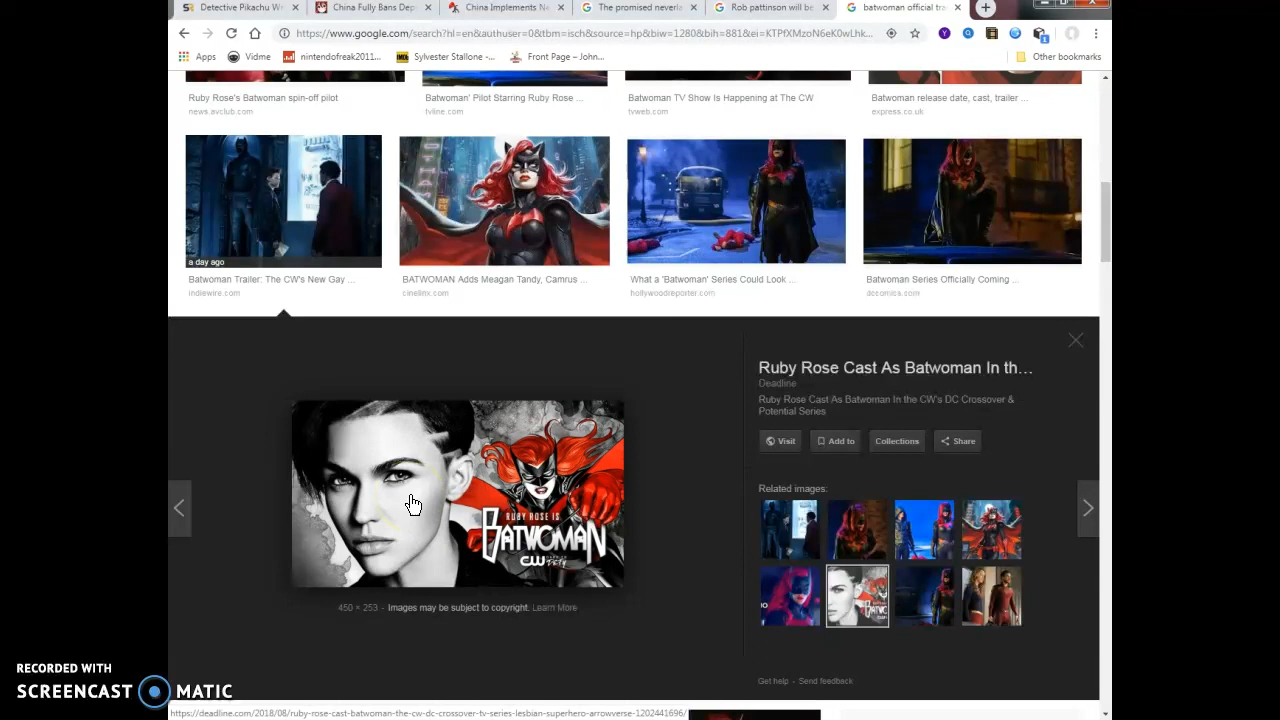 Detective Pikachu W
China Fully Bans Dep
China Implements Ne
The promised neverla
Rob pattinson will be
batwoman official tra
https://www.google.com/search?hl=en&authuser=0&tbm=isch&source=hp&biw=1280&bih=881&ei=KTPfXMzoN6eK0wLhk...
Apps
Vidme
nintendofreak2011...
Sylvester Stallone -...
Front Page – John...
Other bookmarks
Ruby Rose's Batwoman spin-off pilot
Batwoman' Pilot Starring Ruby Rose ...
Batwoman TV Show Is Happening at The CW
Batwoman release date, cast, trailer ...
news.avclub.com
tvline.com
tvweb.com
express.co.uk
a day ago
Batwoman Trailer: The CW's New Gay ...
BATWOMAN Adds Meagan Tandy, Camrus ...
What a 'Batwoman' Series Could Look ...
Batwoman Series Officially Coming ...
indiewire.com
cinelinx.com
hollywoodreporter.com
dccomics.com
Ruby Rose Cast As Batwoman In th...
Deadline
Ruby Rose Cast As Batwoman In the CW's DC Crossover &
Potential Series
Visit
Add to
Collections
Share
Related images:
RUBY ROSE IS
BATWOMAN
CW
450 × 253 - Images may be subject to copyright. Learn More
Get help - Send feedback
RECORDED WITH
SCREENCAST MATIC
https://deadline.com/2018/08/ruby-rose-cast-batwoman-the-cw-dc-crossover-tv-series-lesbian-superhero-arrowverse-1202441696/